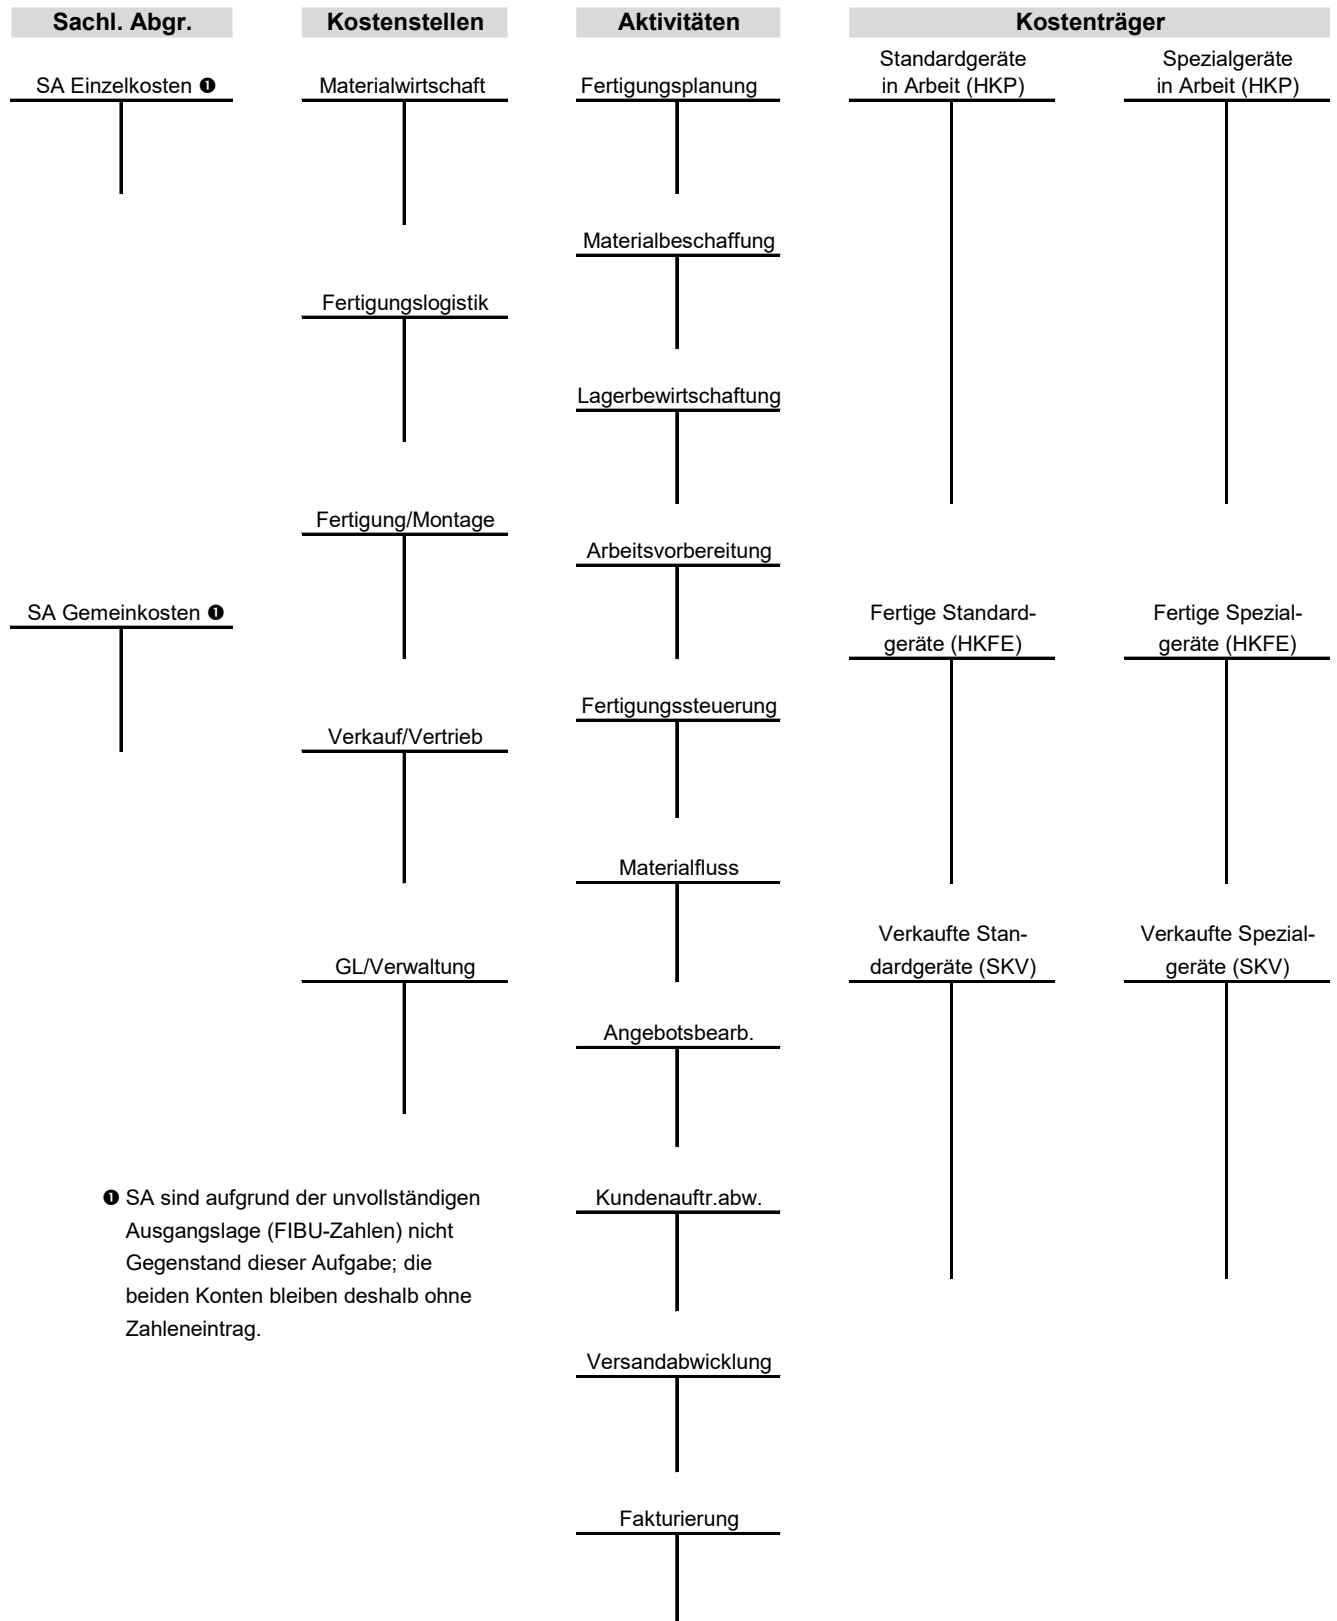 Sachl. Abgr.
Kostenstellen
Aktivitäten
Kostenträger
SA Einzelkosten ❶
Materialwirtschaft
Fertigungsplanung
Standardgeräte
in Arbeit (HKP)
Spezialgeräte
in Arbeit (HKP)
Materialbeschaffung
Fertigungslogistik
Lagerbewirtschaftung
Fertigung/Montage
Arbeitsvorbereitung
SA Gemeinkosten ❶
Fertige Standard-
geräte (HKFE)
Fertige Spezial-
geräte (HKFE)
Fertigungssteuerung
Verkauf/Vertrieb
Materialfluss
Verkaufte Stan-
dardgeräte (SKV)
Verkaufte Spezial-
geräte (SKV)
GL/Verwaltung
Angebotsbearb.
❶ SA sind aufgrund der unvollständigen
Ausgangslage (FIBU-Zahlen) nicht
Gegenstand dieser Aufgabe; die
beiden Konten bleiben deshalb ohne
Zahleneintrag.
Kundenauftr.abw.
Versandabwicklung
Fakturierung